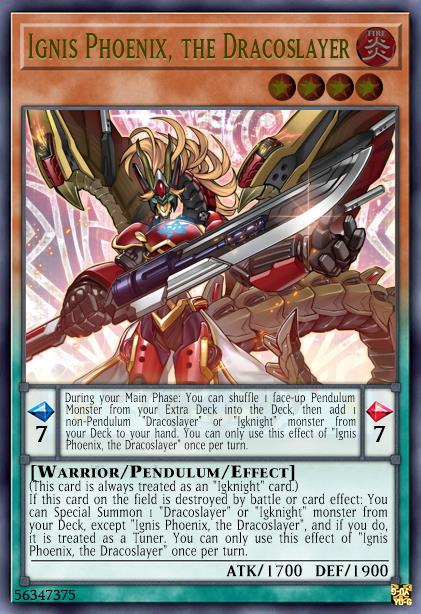 IGNIS PHOENIX, THE DRACOSLAYER
FIRE
炎
During your Main Phase: You can shuffle 1 face-up Pendulum
Monster from your Extra Deck into the Deck, then add 1
non-Pendulum "Dracoslayer" or "Igknight" monster from
your Deck to your hand. You can only use this effect of "Ignis
Phoenix, the Dracoslayer" once per turn.
7
7
[WARRIOR/PENDULUM/EFFECT]
(This card is always treated as an "Igknight" card.)
If this card on the field is destroyed by battle or card effect: You
can Special Summon 1 "Dracoslayer" or "Igknight" monster from
your Deck, except "Ignis Phoenix, the Dracoslayer", and if you do,
it is treated as a Tuner. You can only use this effect of "Ignis
Phoenix, the Dracoslayer" once per turn.
ATK/1700 DEF/1900
56347375